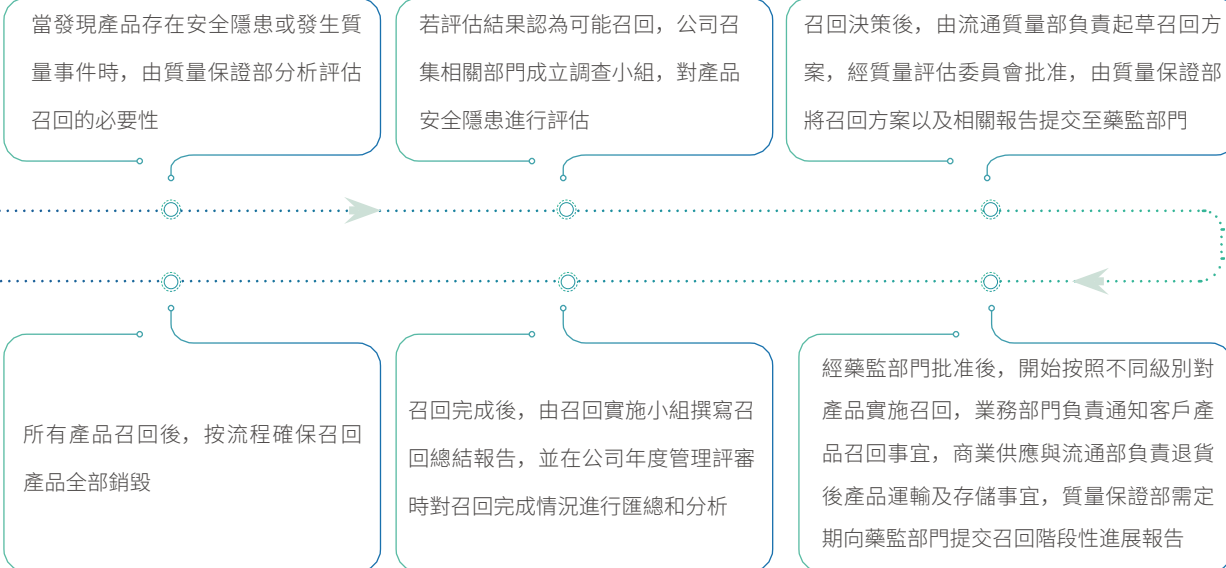 當發現產品存在安全隱患或發生質
量事件時，由質量保證部分析評估
召回的必要性
若評估結果認為可能召回，公司召
集相關部門成立調查小組，對產品
安全隱患進行評估
召回決策後，由流通質量部負責起草召回方
案，經質量評估委員會批准，由質量保證部
將召回方案以及相關報告提交至藥監部門
經藥監部門批准後，開始按照不同級別對
產品實施召回，業務部門負責通知客戶產
品召回事宜，商業供應與流通部負責退貨
後產品運輸及存儲事宜，質量保證部需定
期向藥監部門提交召回階段性進展報告
召回完成後，由召回實施小組撰寫召
回總結報告，並在公司年度管理評審
時對召回完成情況進行匯總和分析
所有產品召回後，按流程確保召回
產品全部銷毀